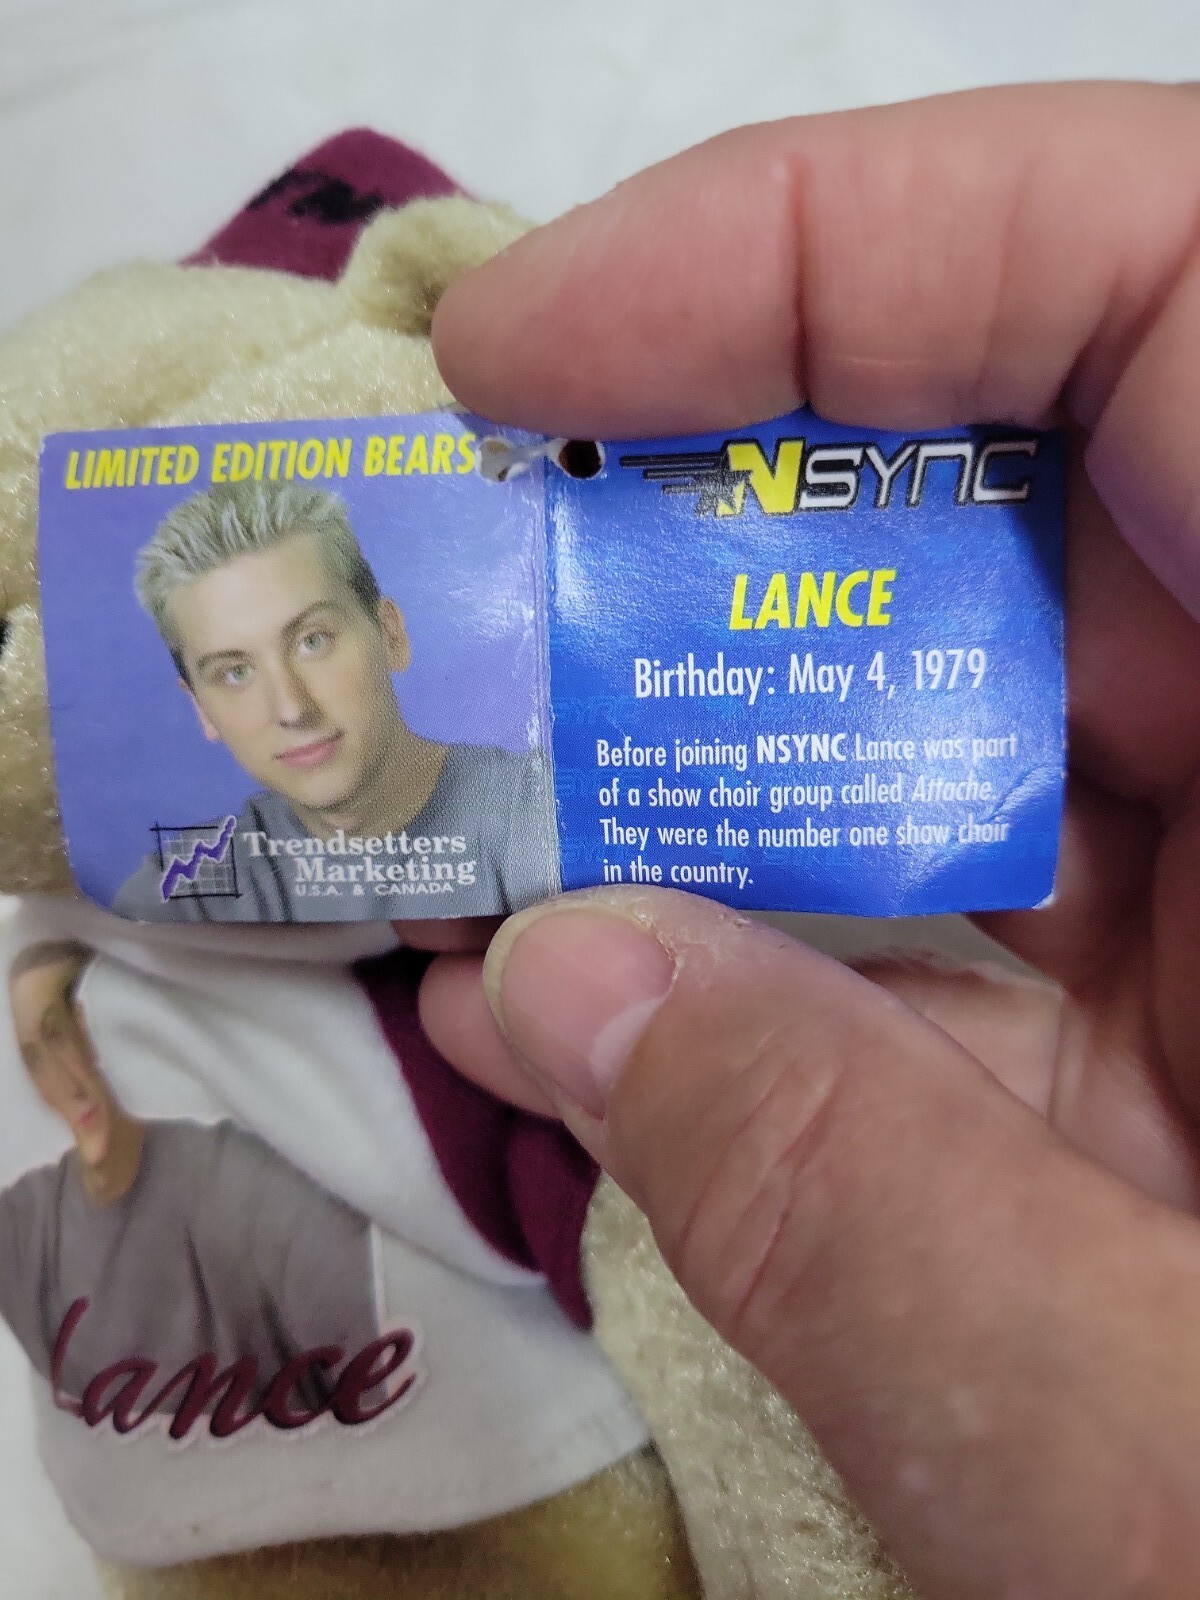 LIMITED EDITION BEARS
Trendsetters
Marketing
U.S.A. & CANADA
NSYNC
LANCE
Birthday: May 4, 1979
Before joining NSYNC Lance was part
of a show choir group called Attache.
They were the number one show choir
in the country.
Lance